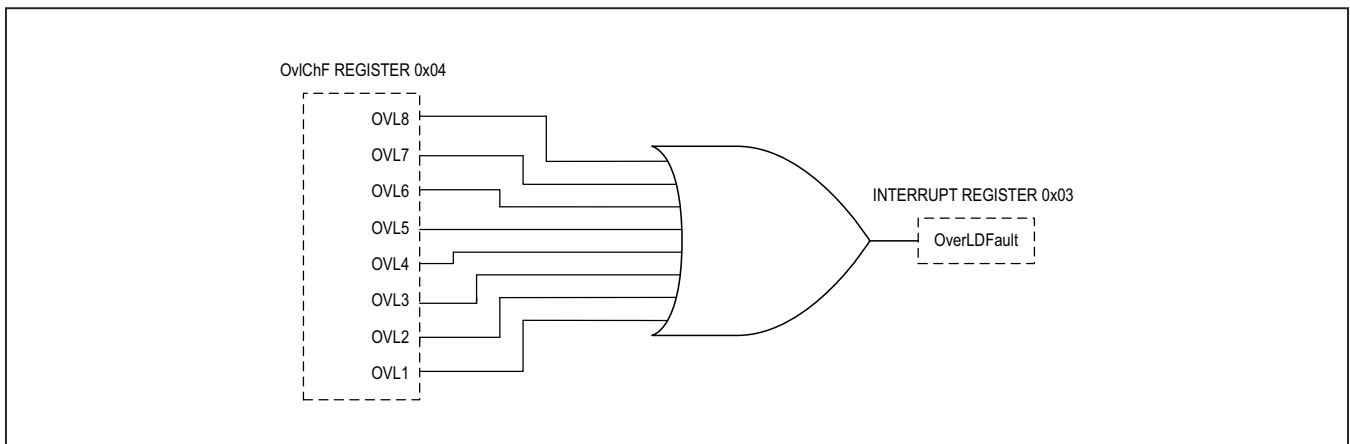 OvlChF REGISTER 0x04
OVL8
OVL7
OVL6
OVL5
OVL4
OVL3
OVL2
OVL1
INTERRUPT REGISTER 0x03
OverLDFault